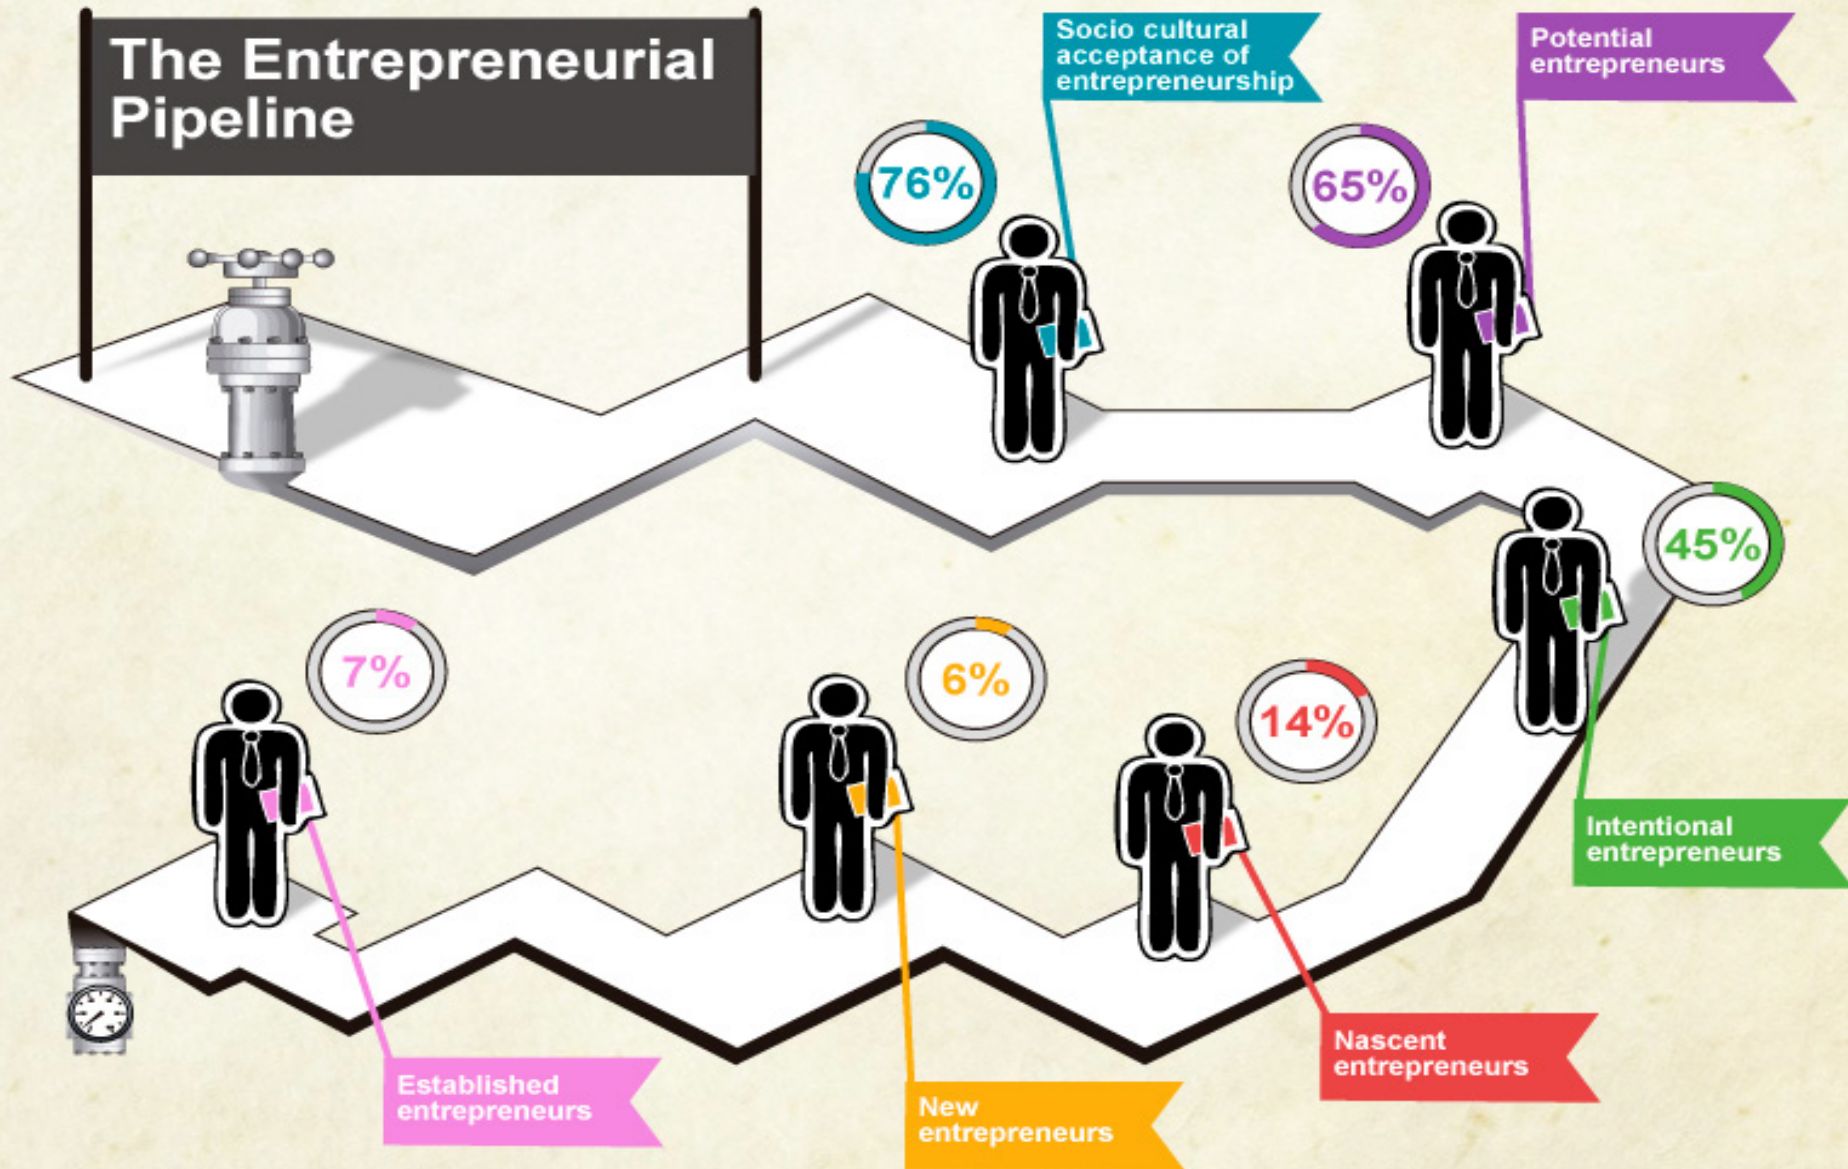 The Entrepreneurial
Pipeline
Socio cultural
acceptance of
entrepreneurship
76%
Potential
entrepreneurs
65%
45%
Intentional
entrepreneurs
14%
Nascent
entrepreneurs
6%
New
entrepreneurs
7%
Established
entrepreneurs